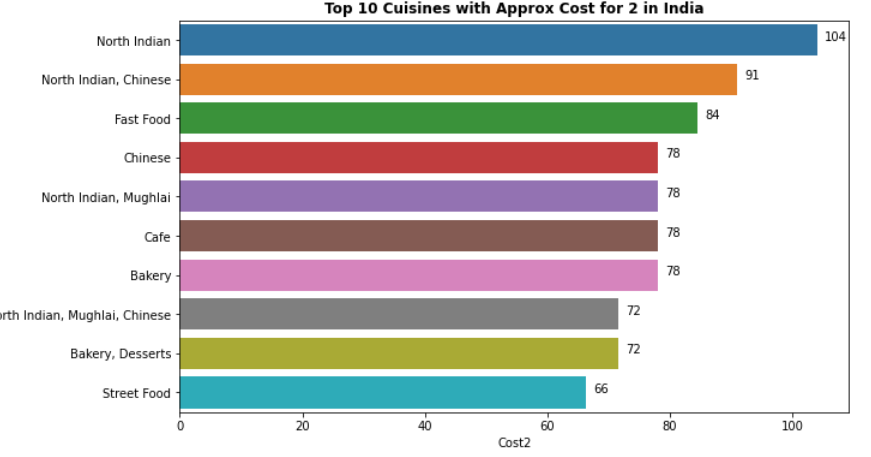 Top 10 Cuisines with Approx Cost for 2 in India
North Indian 104
North Indian, Chinese 91
Fast Food 84
Chinese 78
North Indian, Mughlai 78
Cafe 78
Bakery 78
rth Indian, Mughlai, Chinese 72
Bakery, Desserts 72
Street Food 66
0 20 40 60 80 100
Cost2